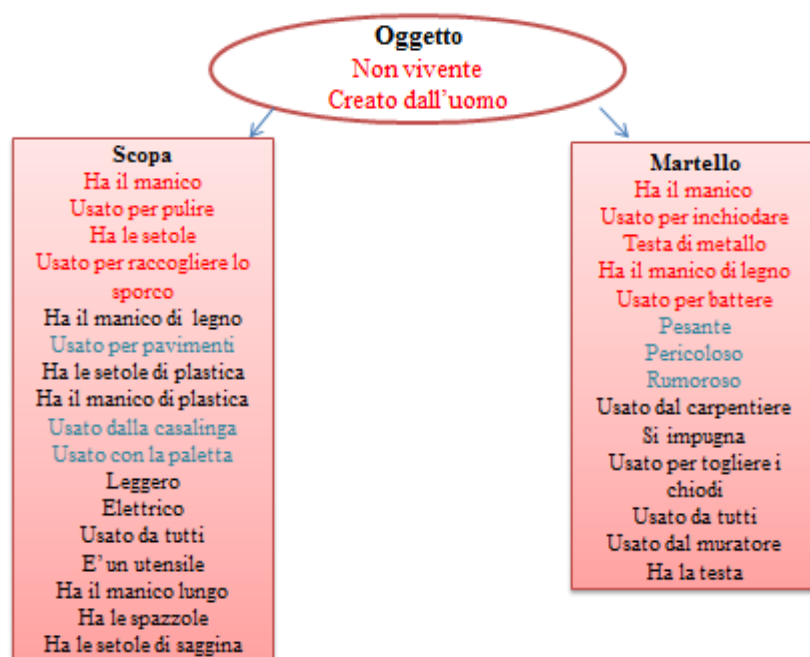 Oggetto
Non vivente
Creato dall'uomo
Scopa
Ha il manico
Usato per pulire
Ha le setole
Usato per raccogliere lo
sporco
Ha il manico di legno
Usato per pavimenti
Ha le setole di plastica
Ha il manico di plastica
Usato dalla casalinga
Usato con la paletta
Leggero
Elettrico
Usato da tutti
E' un utensile
Ha il manico lungo
Ha le spazzole
Ha le setole di saggina
Martello
Ha il manico
Usato per inchiodare
Testa di metallo
Ha il manico di legno
Usato per battere
Pesante
Pericoloso
Rumoroso
Usato dal carpentiere
Si impugna
Usato per togliere i
chiodi
Usato da tutti
Usato dal muratore
Ha la testa